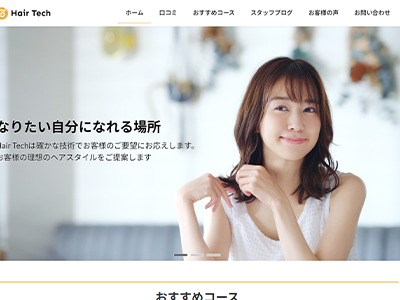 Hair Tech
ホーム
口コミ
おすすめコース
スタッフブログ
お客様の声
お問い合わせ
なりたい自分になれる場所
Hair Techは確かな技術でお客様のご要望にお応えします。
お客様の理想のヘアスタイルをご提案します
おすすめコース